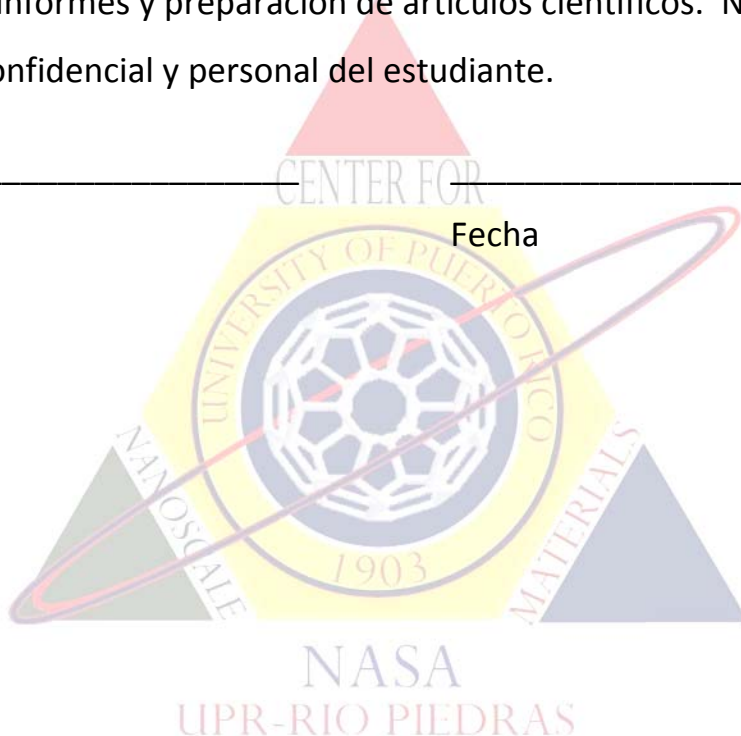 informes y preparación de artículos científicos. N
onfidencial y personal del estudiante.
CENTER FOR
Fecha
UNIVERSITY OF PUERTO RICO
NANOSCALE
MATERIALS
1903
NASA
UPR-RIO PIEDRAS